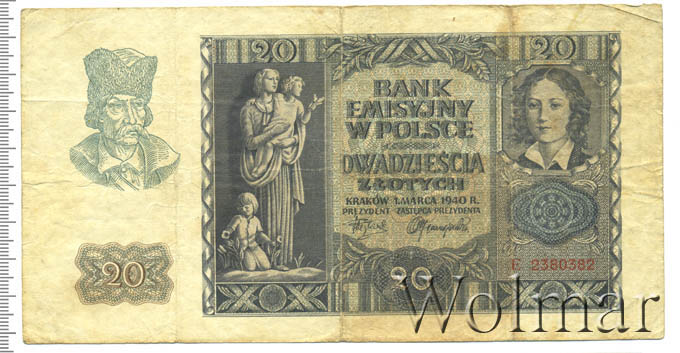 20
20
BANK
EMISYJNY
W POLSCE
DWADZIEŚCIA
ZŁOTYCH
KRAKÓW 1. MARCA 1940 R.
PREZYDENT ZASTĘPCA PREZYDENTA
E 2380382
20
20
Wolmar